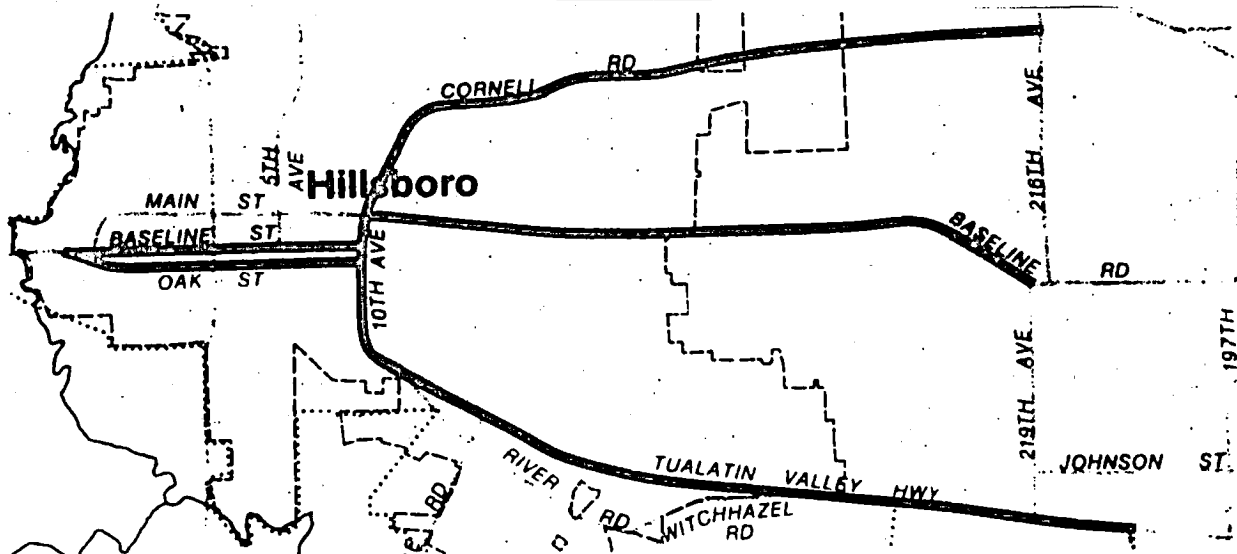 CORNELL RD
5TH AVE
216TH AVE
Hillsboro
MAIN ST
BASELINE ST
OAK ST
10TH AVE
BASELINE RD
219TH AVE
197TH
JOHNSON ST
RIVER RD
TUALATIN VALLEY HWY
WITCHHAZEL RD
RD